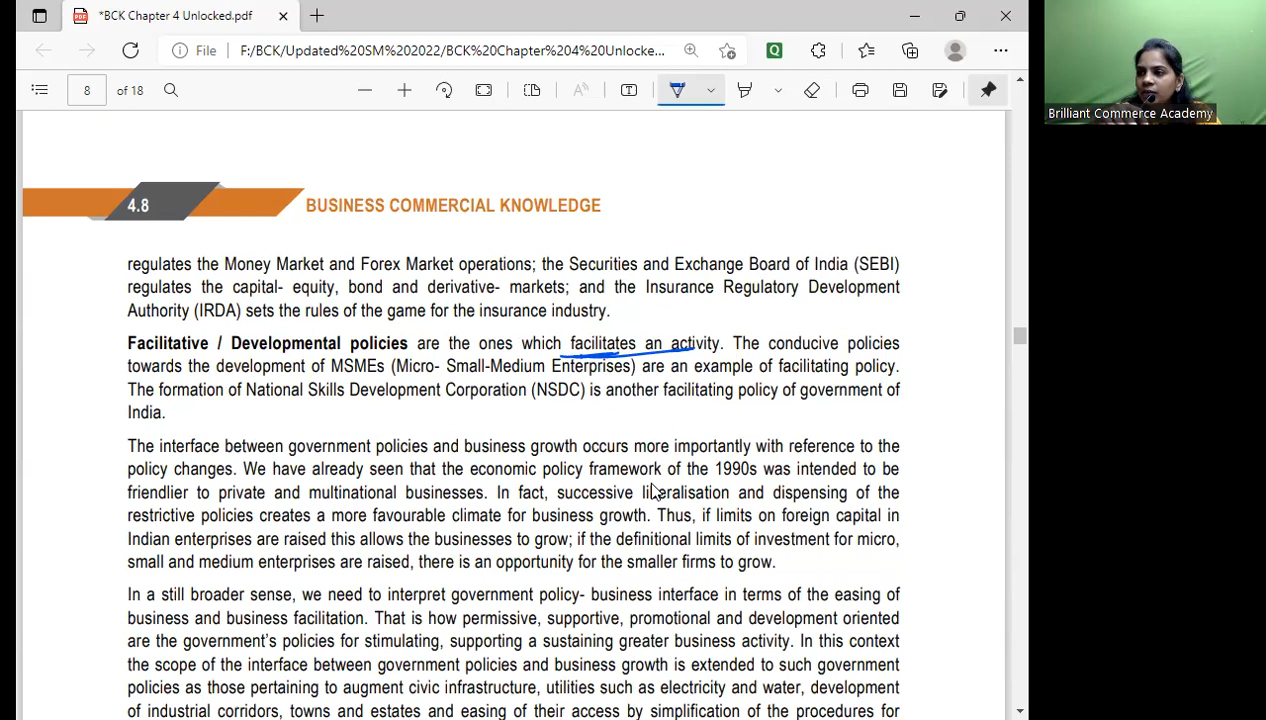 *BCK Chapter 4 Unlocked.pdf
File F:/BCK/Updated%20SM%202022/BCK%20Chapter%204%20Unlocke...
8 of 18
Brilliant Commerce Academy
4.8 BUSINESS COMMERCIAL KNOWLEDGE
regulates the Money Market and Forex Market operations; the Securities and Exchange Board of India (SEBI)
regulates the capital- equity, bond and derivative- markets; and the Insurance Regulatory Development
Authority (IRDA) sets the rules of the game for the insurance industry.
Facilitative / Developmental policies are the ones which facilitates an activity. The conducive policies
towards the development of MSMEs (Micro- Small-Medium Enterprises) are an example of facilitating policy.
The formation of National Skills Development Corporation (NSDC) is another facilitating policy of government of
India.
The interface between government policies and business growth occurs more importantly with reference to the
policy changes. We have already seen that the economic policy framework of the 1990s was intended to be
friendlier to private and multinational businesses. In fact, successive liberalisation and dispensing of the
restrictive policies creates a more favourable climate for business growth. Thus, if limits on foreign capital in
Indian enterprises are raised this allows the businesses to grow; if the definitional limits of investment for micro,
small and medium enterprises are raised, there is an opportunity for the smaller firms to grow.
In a still broader sense, we need to interpret government policy- business interface in terms of the easing of
business and business facilitation. That is how permissive, supportive, promotional and development oriented
are the government's policies for stimulating, supporting a sustaining greater business activity. In this context
the scope of the interface between government policies and business growth is extended to such government
policies as those pertaining to augment civic infrastructure, utilities such as electricity and water, development
of industrial corridors, towns and estates and easing of their access by simplification of the procedures for